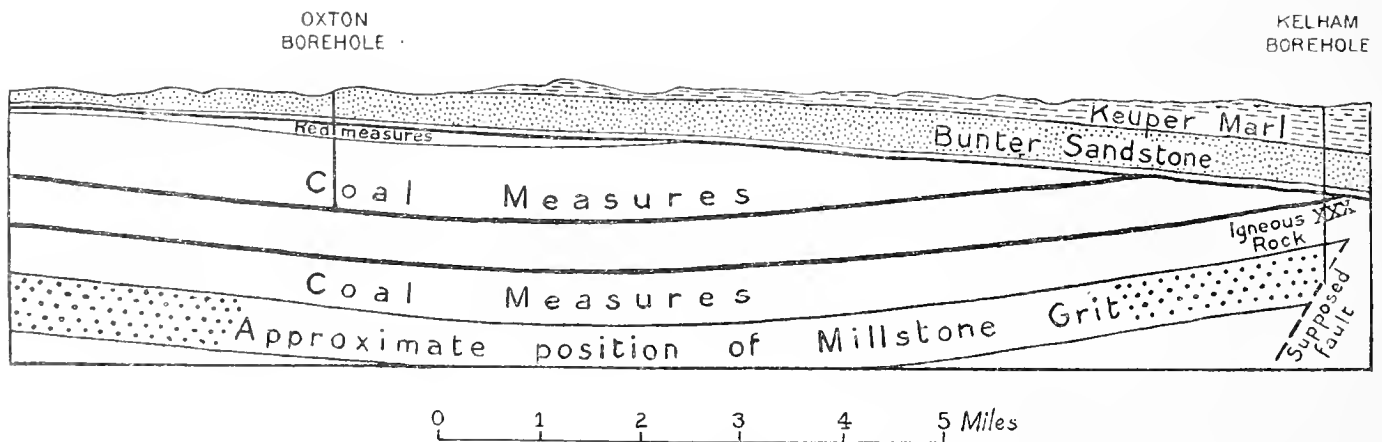 OXTON
BOREHOLE
KELHAM
BOREHOLE
Keuper Marl
Bunter Sandstone
Red measures
Coal Measures
Igneous XXX
Rock
Coal Measures
Approximate position of Millstone Grit
Supposed
fault
0 1 2 3 4 5 Miles